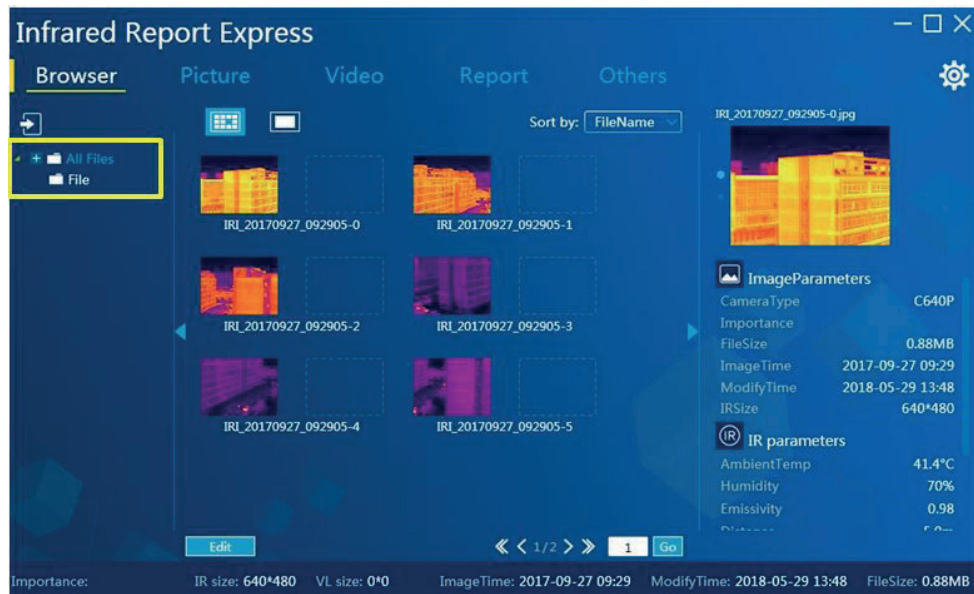 Infrared Report Express
Browser Picture Video Report Others
Sort by: FileName
All Files
File
IRI_20170927_092905-0
IRI_20170927_092905-1
IRI_20170927_092905-2
IRI_20170927_092905-3
IRI_20170927_092905-4
IRI_20170927_092905-5
Edit
1/2 1 Go
IRI_20170927_092905-0.jpg
ImageParameters
CameraType C640P
Importance
FileSize 0.88MB
ImageTime 2017-09-27 09:29
ModifyTime 2018-05-29 13:48
IRSize 640*480
IR IR parameters
AmbientTemp 41.4°C
Humidity 70%
Emissivity 0.98
Importance: IR size: 640*480 VL size: 0*0 ImageTime: 2017-09-27 09:29 ModifyTime: 2018-05-29 13:48 FileSize: 0.88MB